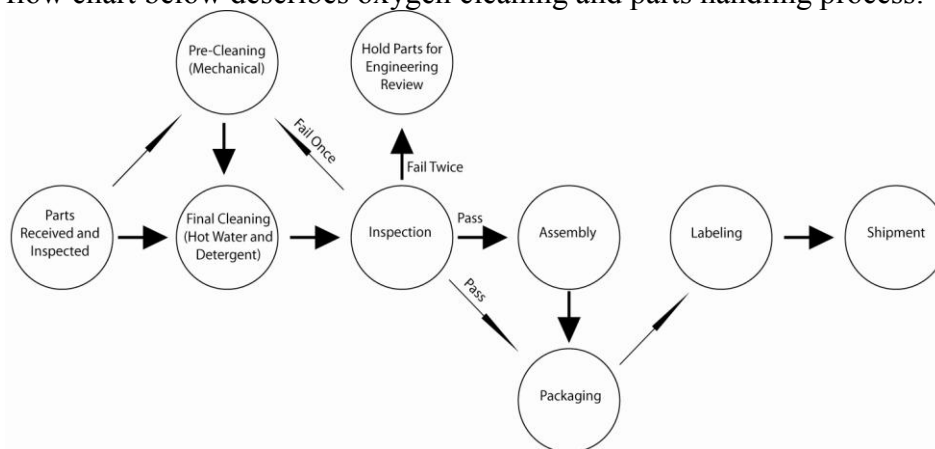 flow chart below describes oxygen cleaning and parts handling process.
Pre-Cleaning
(Mechanical)
Hold Parts for
Engineering
Review
Fail Once
Fail Twice
Parts
Received and
Inspected
Final Cleaning
(Hot Water and
Detergent)
Inspection
Pass
Assembly
Labeling
Shipment
Pass
Packaging